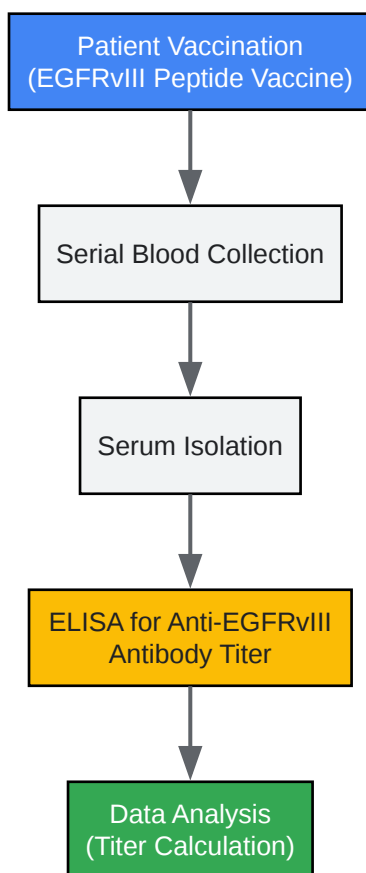 Patient Vaccination
(EGFRvIII Peptide Vaccine)
Serial Blood Collection
Serum Isolation
ELISA for Anti-EGFRvIII
Antibody Titer
Data Analysis
(Titer Calculation)